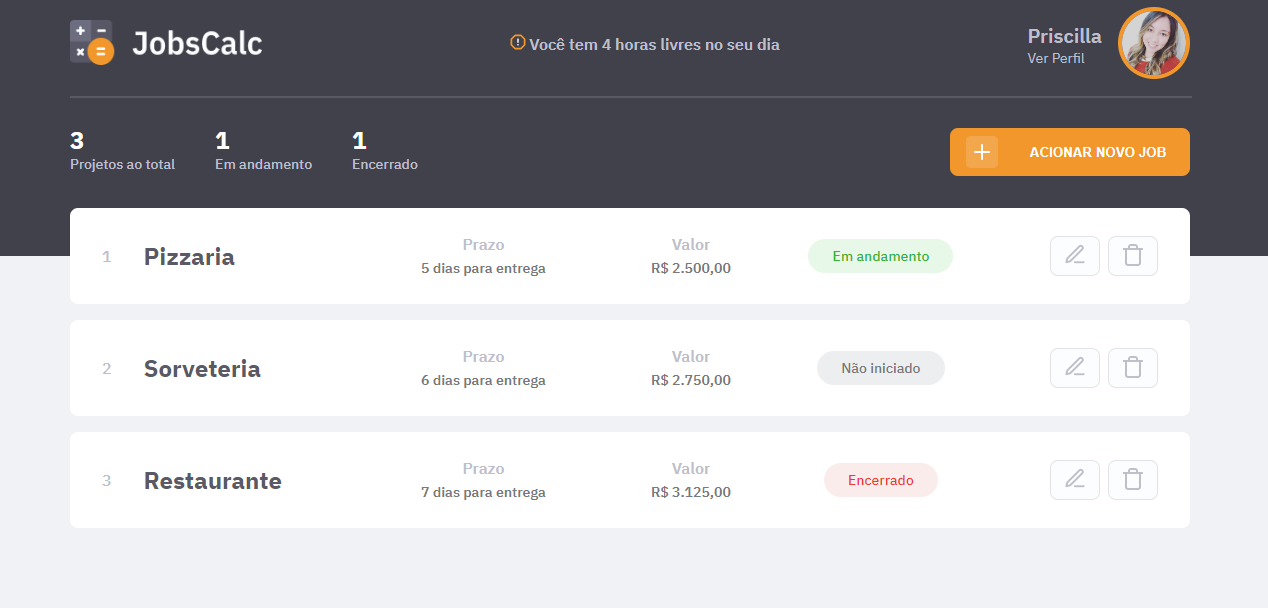 JobsCalc
Você tem 4 horas livres no seu dia
Priscilla
Ver Perfil
3
Projetos ao total
1
Em andamento
1
Encerrado
ACIONAR NOVO JOB
1
Pizzaria
Prazo
5 dias para entrega
Valor
R$ 2.500,00
Em andamento
2
Sorveteria
Prazo
6 dias para entrega
Valor
R$ 2.750,00
Não iniciado
3
Restaurante
Prazo
7 dias para entrega
Valor
R$ 3.125,00
Encerrado